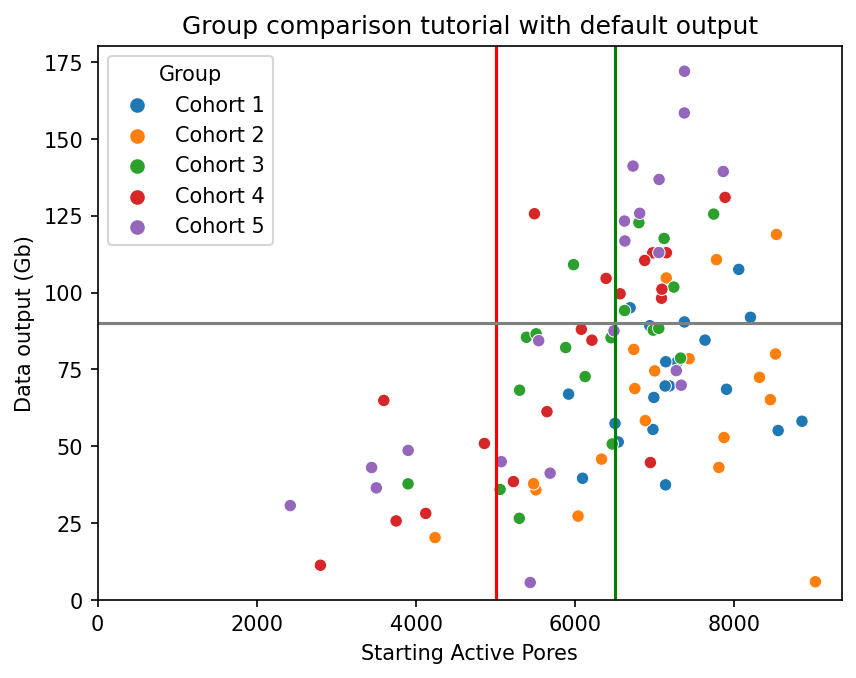 Group comparison tutorial with default output
Group
Cohort 1
Cohort 2
Cohort 3
Cohort 4
Cohort 5
Data output (Gb)
175
150
125
100
75
50
25
0
0 2000 4000 6000 8000
Starting Active Pores